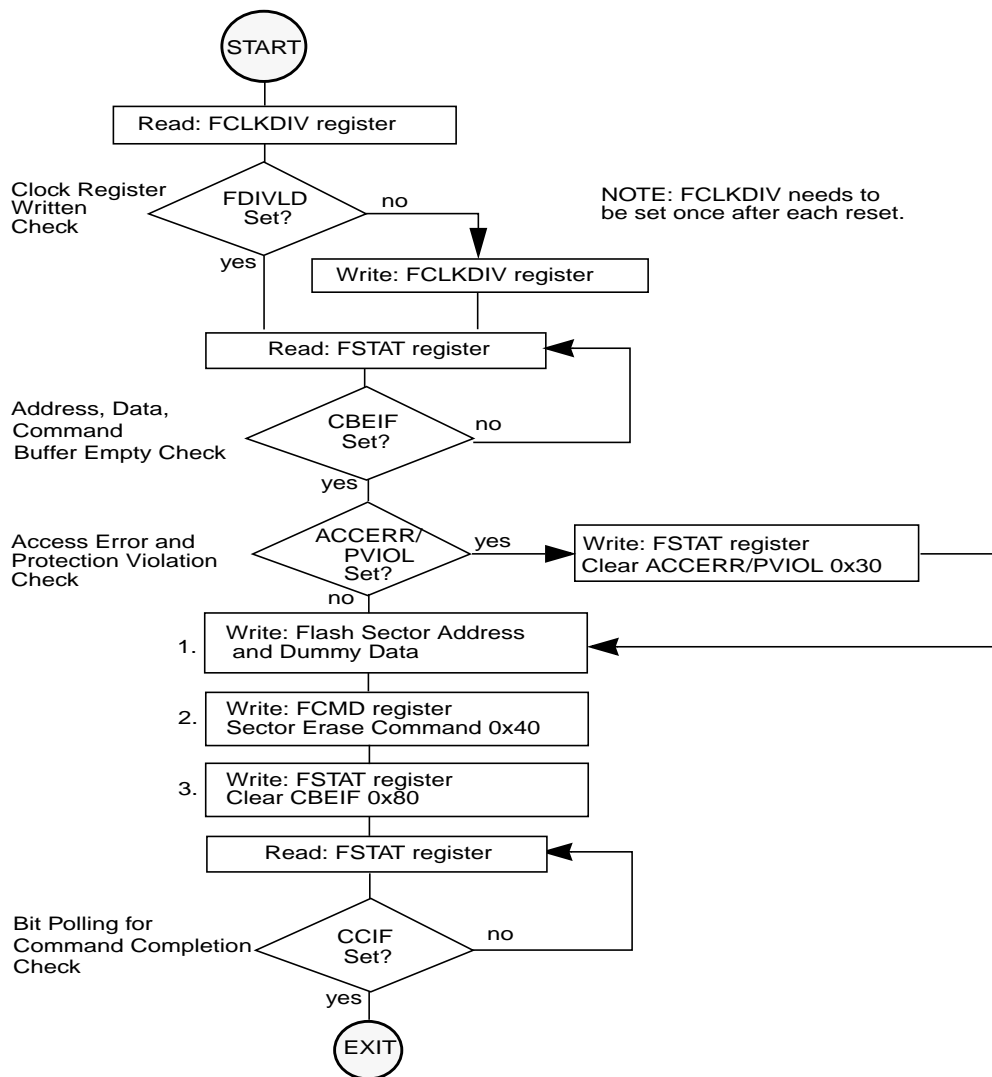 START
Read: FCLKDIV register
Clock Register
Written
Check
FDIVLD
Set?
no
yes
NOTE: FCLKDIV needs to
be set once after each reset.
Write: FCLKDIV register
Read: FSTAT register
Address, Data,
Command
Buffer Empty Check
CBEIF
Set?
no
yes
Access Error and
Protection Violation
Check
ACCERR/
PVIOL
Set?
yes
no
Write: FSTAT register
Clear ACCERR/PVIOL 0x30
1.
Write: Flash Sector Address
and Dummy Data
2.
Write: FCMD register
Sector Erase Command 0x40
3.
Write: FSTAT register
Clear CBEIF 0x80
Read: FSTAT register
Bit Polling for
Command Completion
Check
CCIF
Set?
no
yes
EXIT